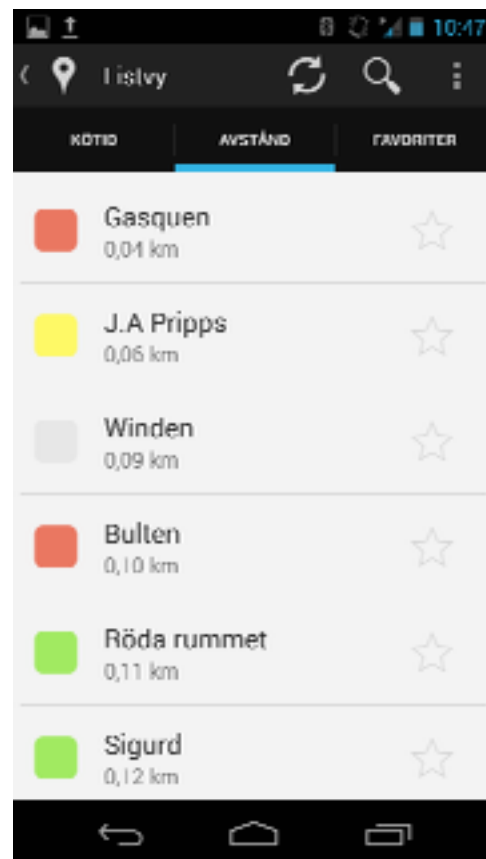 10:47
Listvy
KÖTID AVSTÅND FAVORITER
Gasquen
0,04 km
J.A Pripps
0,06 km
Winden
0,09 km
Bulten
0,10 km
Röda rummet
0,11 km
Sigurd
0,12 km